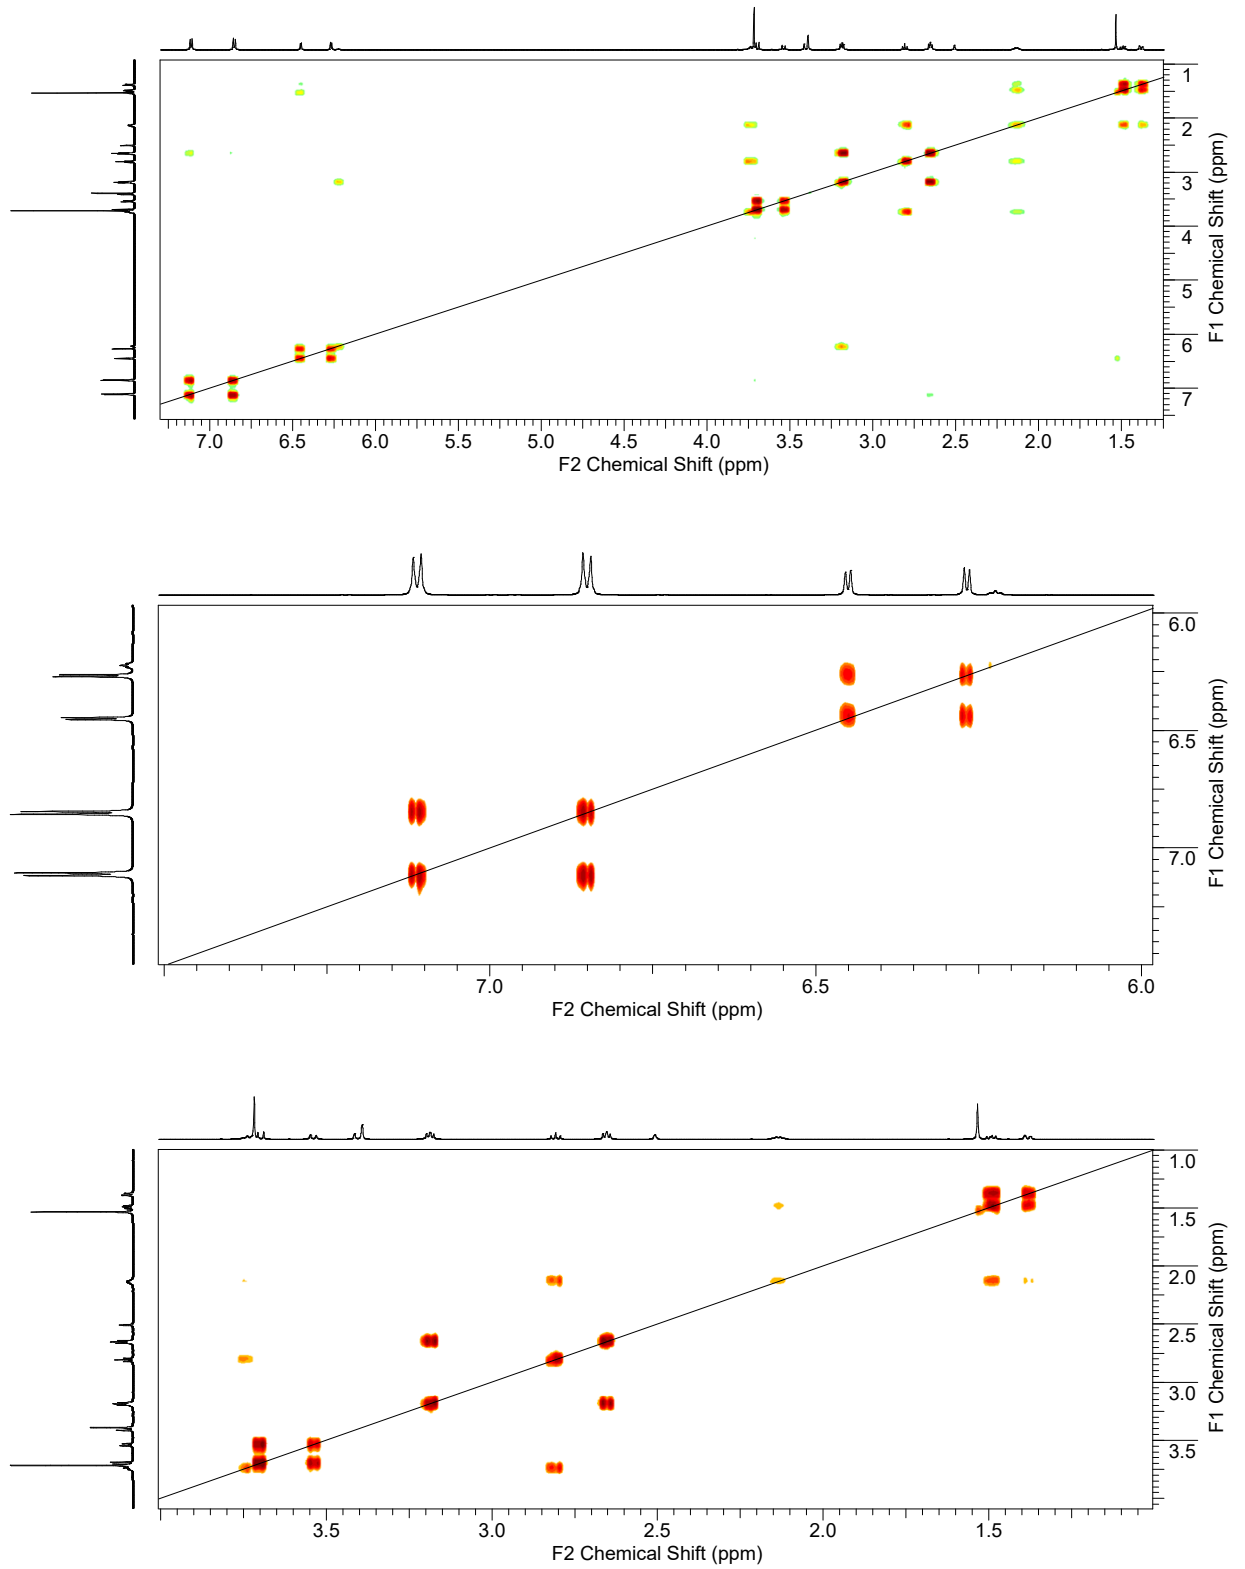 1
2
3
4
5
6
7
F1 Chemical Shift (ppm)
7.0 6.5 6.0 5.5 5.0 4.5 4.0 3.5 3.0 2.5 2.0 1.5
F2 Chemical Shift (ppm)
6.0
6.5
7.0
F1 Chemical Shift (ppm)
7.0 6.5 6.0
F2 Chemical Shift (ppm)
1.0
1.5
2.0
2.5
3.0
3.5
F1 Chemical Shift (ppm)
3.5 3.0 2.5 2.0 1.5
F2 Chemical Shift (ppm)